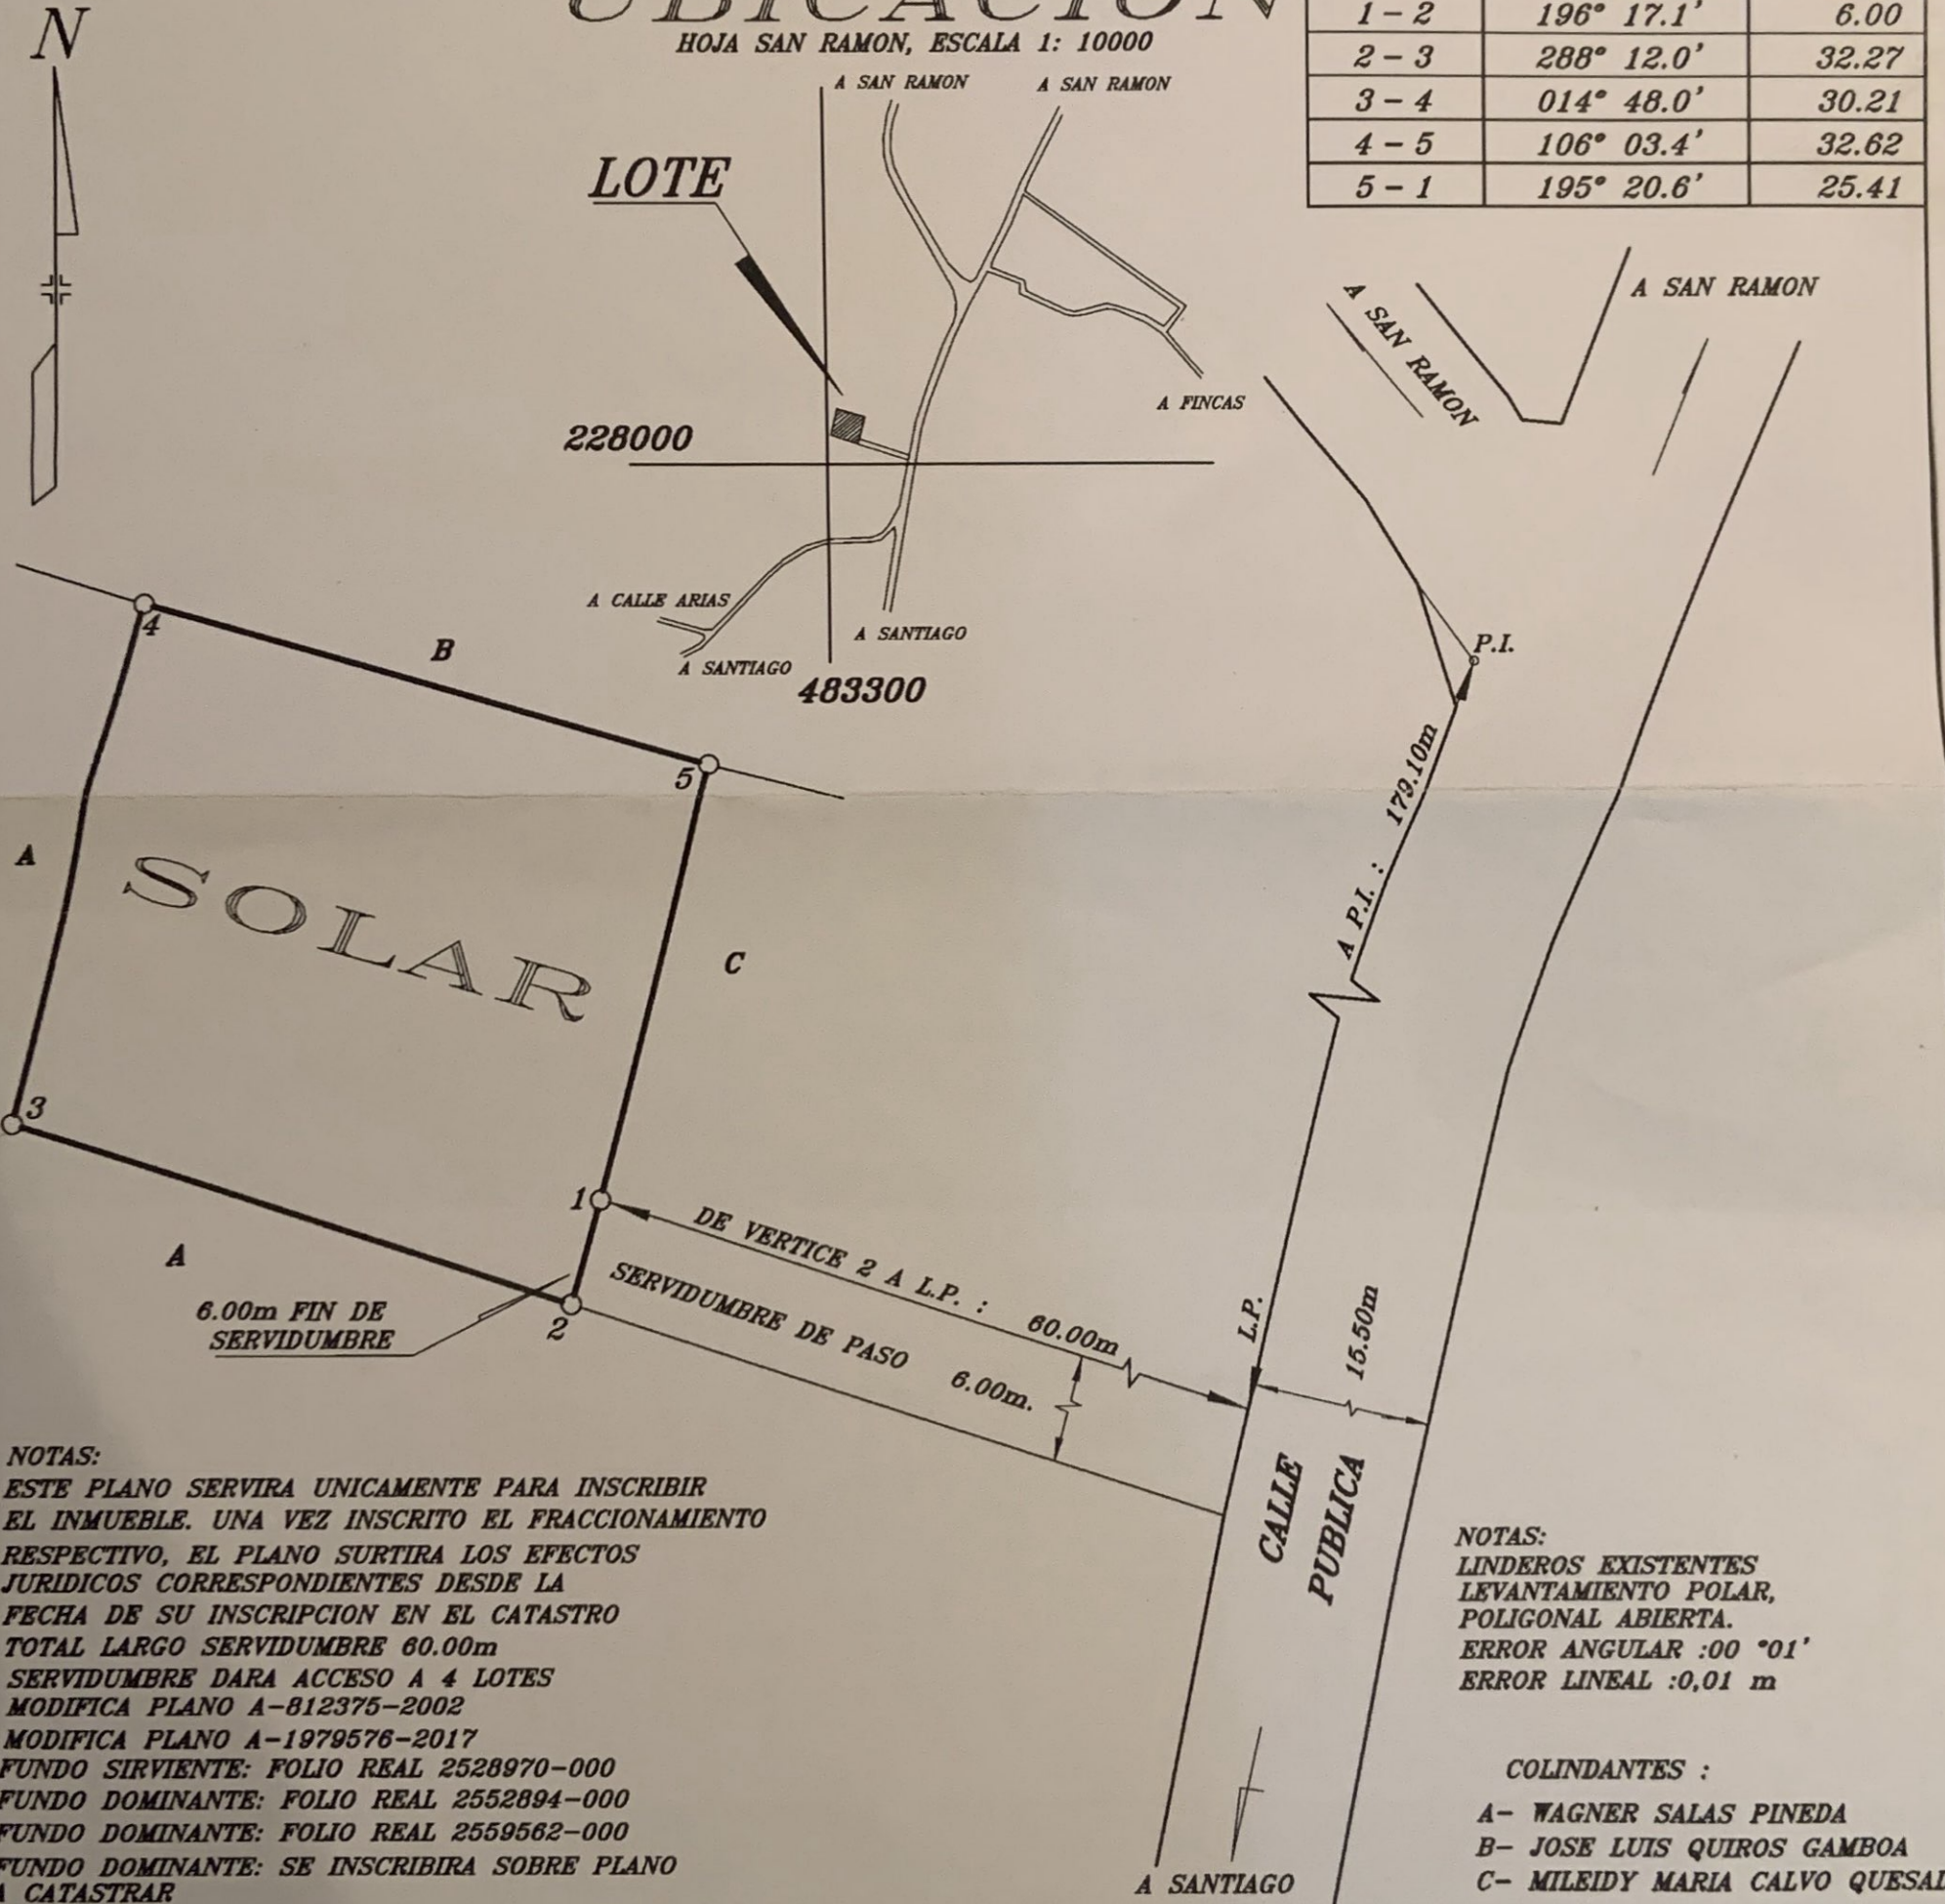 N
UBICACION
HOJA SAN RAMON, ESCALA 1: 10000
1 - 2 196° 17.1' 6.00
2 - 3 288° 12.0' 32.27
3 - 4 014° 48.0' 30.21
4 - 5 106° 03.4' 32.62
5 - 1 195° 20.6' 25.41
A SAN RAMON
A SAN RAMON
LOTE
A FINCAS
228000
A CALLE ARIAS
A SANTIAGO
A SANTIAGO
483300
A SAN RAMON
A SAN RAMON
P.I.
A P.I. : 179.10m
4
B
5
A
SOLAR
C
3
1
A
2
6.00m FIN DE
SERVIDUMBRE
DE VERTICE 2 A L.P. : 60.00m
SERVIDUMBRE DE PASO 6.00m.
L.P.
15.50m
CALLE
PUBLICA
A SANTIAGO
NOTAS:
ESTE PLANO SERVIRA UNICAMENTE PARA INSCRIBIR
EL INMUEBLE. UNA VEZ INSCRITO EL FRACCIONAMIENTO
RESPECTIVO, EL PLANO SURTIRA LOS EFECTOS
JURIDICOS CORRESPONDIENTES DESDE LA
FECHA DE SU INSCRIPCION EN EL CATASTRO
TOTAL LARGO SERVIDUMBRE 60.00m
SERVIDUMBRE DARA ACCESO A 4 LOTES
MODIFICA PLANO A-812375-2002
MODIFICA PLANO A-1979576-2017
FUNDO SIRVIENTE: FOLIO REAL 2528970-000
FUNDO DOMINANTE: FOLIO REAL 2552894-000
FUNDO DOMINANTE: FOLIO REAL 2559562-000
FUNDO DOMINANTE: SE INSCRIBIRA SOBRE PLANO
A CATASTRAR
NOTAS:
LINDEROS EXISTENTES
LEVANTAMIENTO POLAR,
POLIGONAL ABIERTA.
ERROR ANGULAR :00 °01'
ERROR LINEAL :0,01 m
COLINDANTES :
A- WAGNER SALAS PINEDA
B- JOSE LUIS QUIROS GAMBOA
C- MILEIDY MARIA CALVO QUESAD